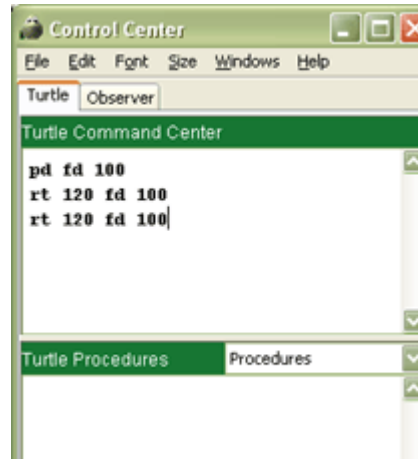 Control Center
File Edit Font Size Windows Help
Turtle Observer
Turtle Command Center
pd fd 100
rt 120 fd 100
rt 120 fd 100
Turtle Procedures Procedures